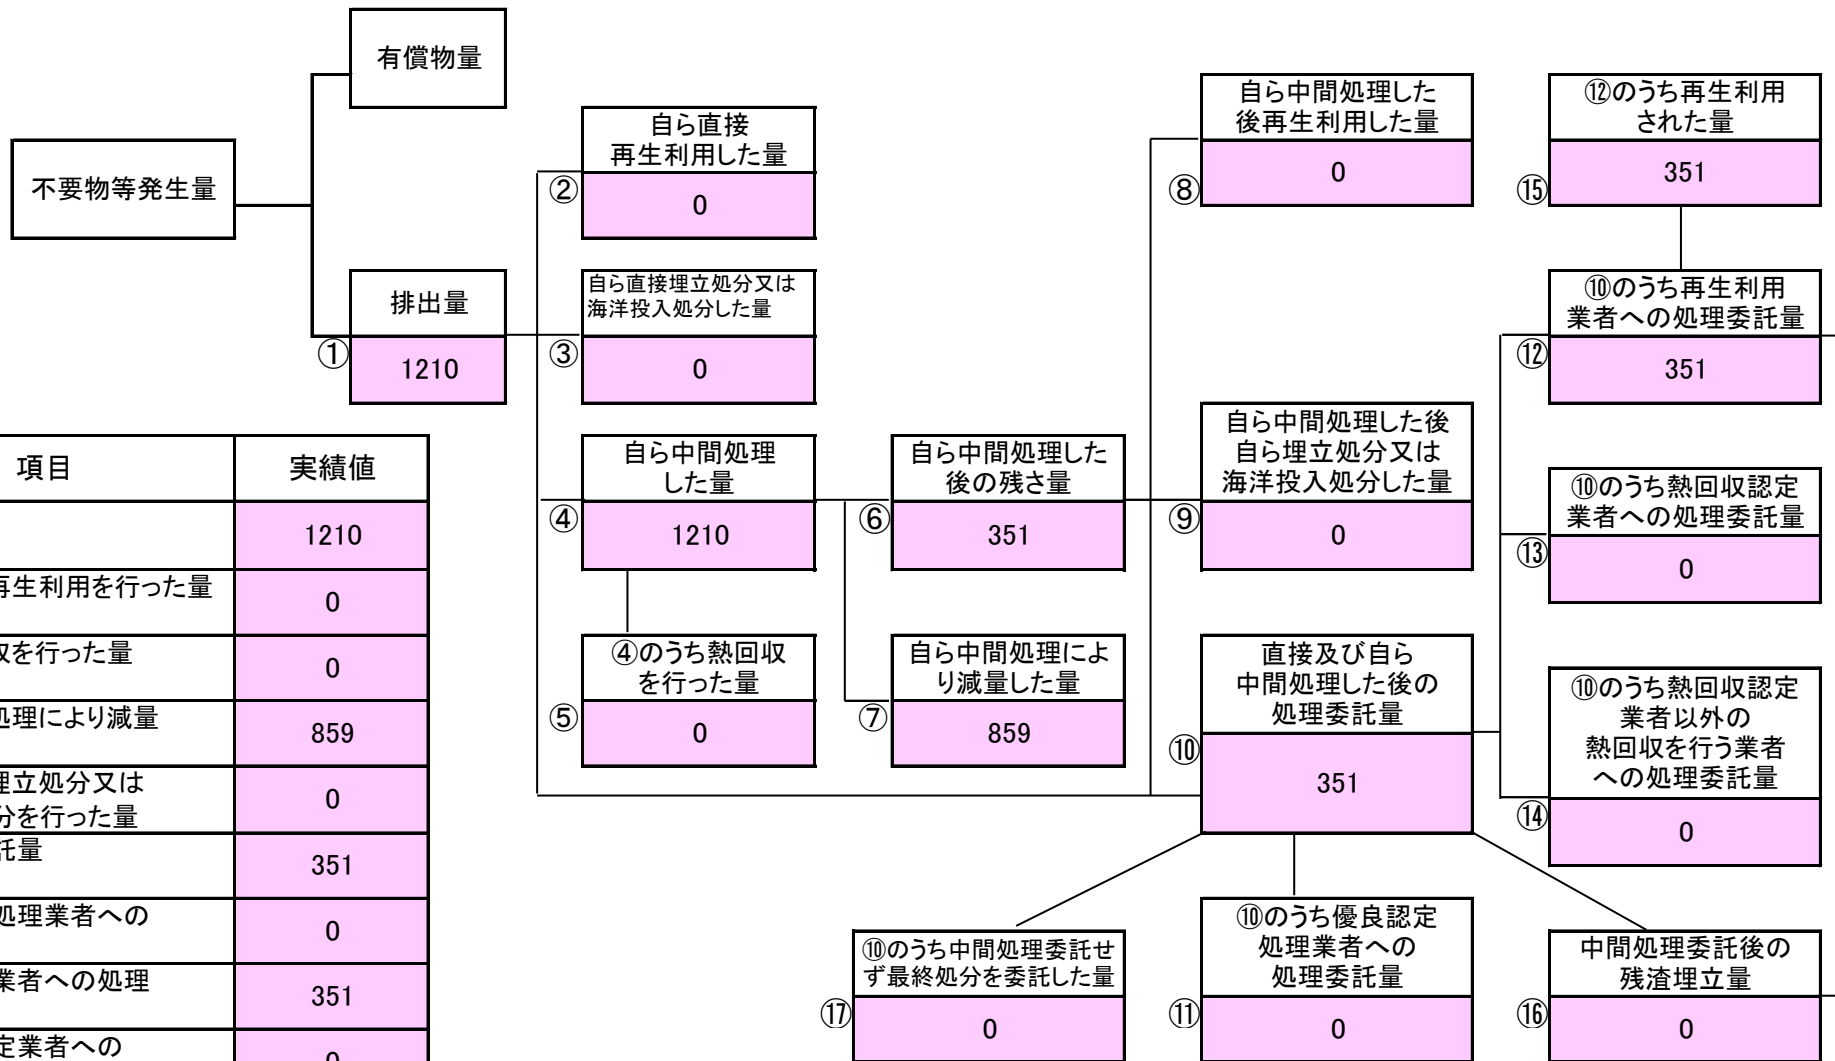 有償物量
不要物等発生量
排出量
①
1210
自ら直接
再生利用した量
②
0
自ら直接埋立処分又は
海洋投入処分した量
③
0
自ら中間処理
した量
④
1210
④のうち熱回収
を行った量
⑤
0
自ら中間処理した
後の残さ量
⑥
351
自ら中間処理によ
り減量した量
⑦
859
自ら中間処理した
後再生利用した量
⑧
0
自ら中間処理した後
自ら埋立処分又は
海洋投入処分した量
⑨
0
直接及び自ら
中間処理した後の
処理委託量
⑩
351
⑫のうち再生利用
された量
⑮
351
⑩のうち再生利用
業者への処理委託量
⑫
351
⑩のうち熱回収認定
業者への処理委託量
⑬
0
⑩のうち熱回収認定
業者以外の
熱回収を行う業者
への処理委託量
⑭
0
⑩のうち中間処理委託せ
ず最終処分を委託した量
⑰
0
⑩のうち優良認定
処理業者への
処理委託量
⑪
0
中間処理委託後の
残渣埋立量
⑯
0
項目 実績値
1210
再生利用を行った量 0
収を行った量 0
処理により減量 859
埋立処分又は
分を行った量 0
託量 351
処理業者への 0
業者への処理 351
定業者への 0